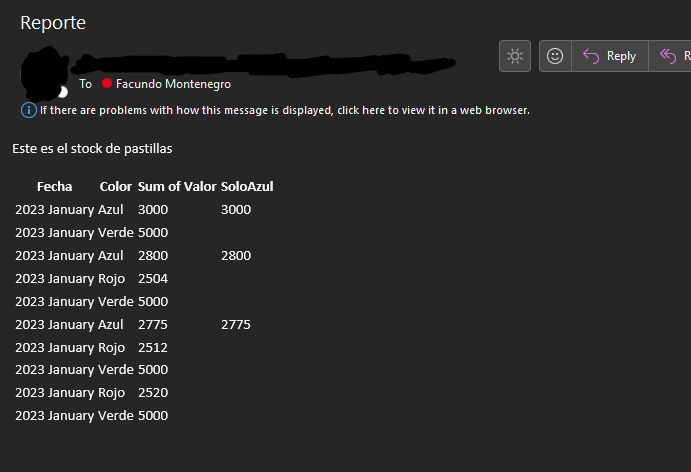 Reporte
Reply
R
To Facundo Montenegro
If there are problems with how this message is displayed, click here to view it in a web browser.
Este es el stock de pastillas
Fecha Color Sum of Valor SoloAzul
2023 January Azul 3000 3000
2023 January Verde 5000
2023 January Azul 2800 2800
2023 January Rojo 2504
2023 January Verde 5000
2023 January Azul 2775 2775
2023 January Rojo 2512
2023 January Verde 5000
2023 January Rojo 2520
2023 January Verde 5000